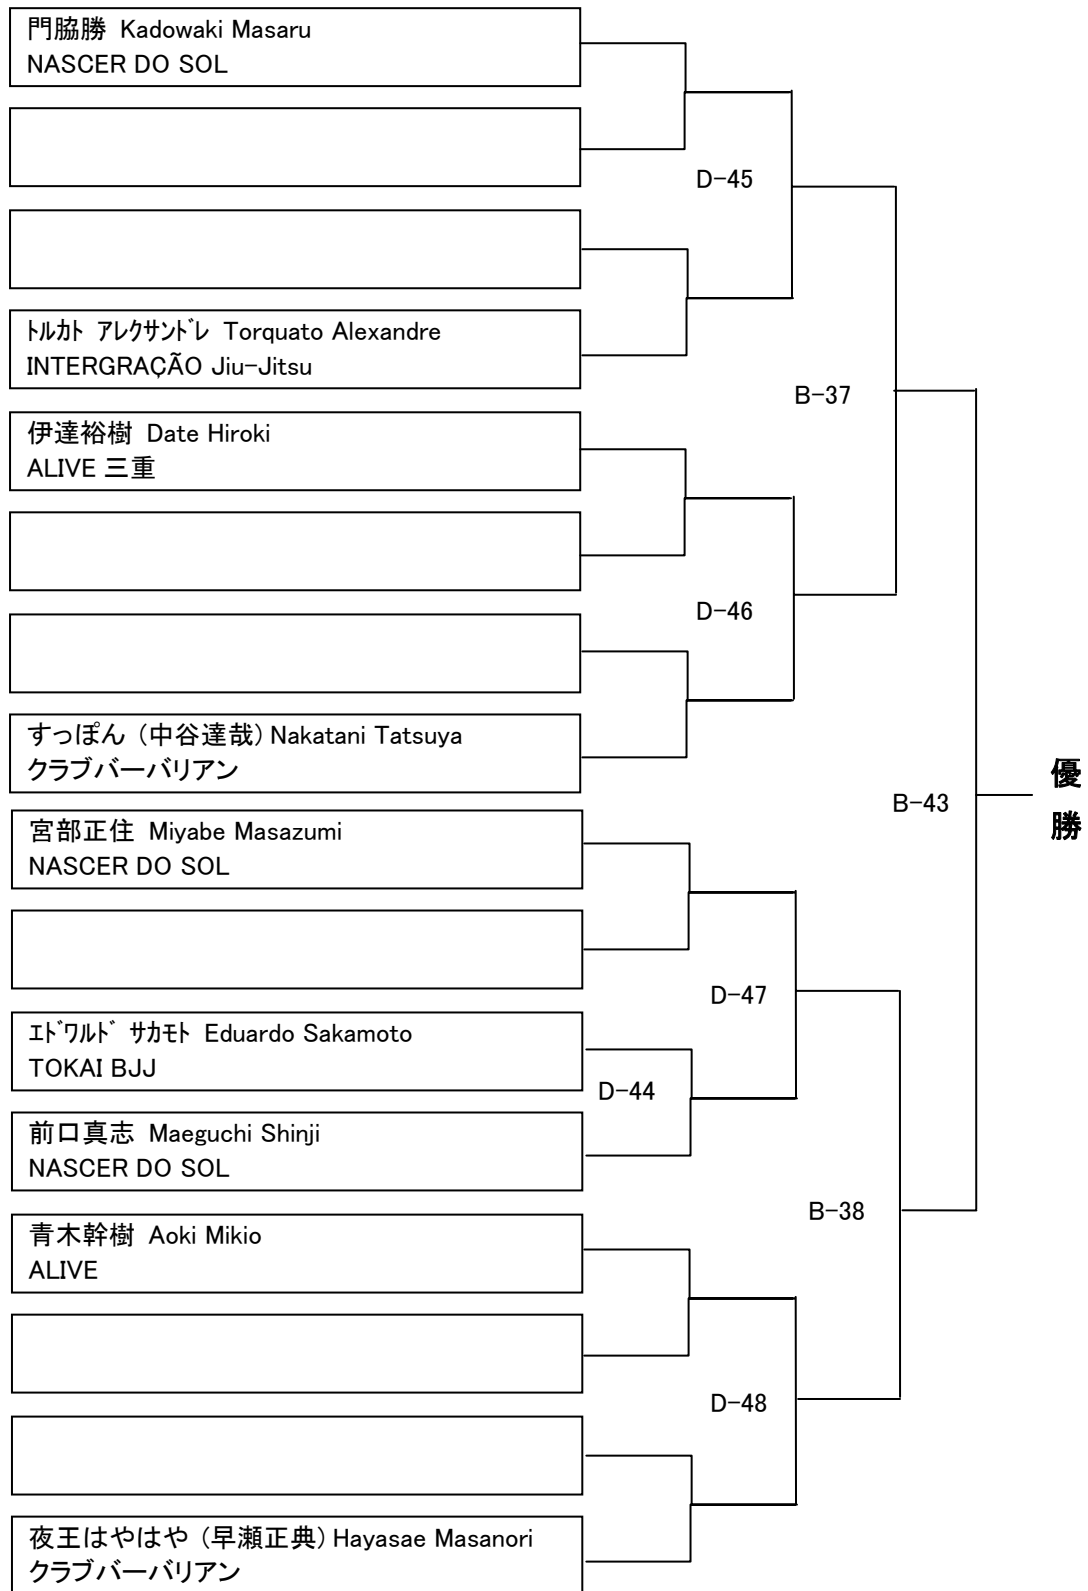 門脇勝 Kadowaki Masaru
NASCER DO SOL
D-45
トルカト アレクサンドレ Torquato Alexandre
INTERGRAÇÃO Jiu-Jitsu
B-37
伊達裕樹 Date Hiroki
ALIVE 三重
D-46
すっぽん (中谷達哉) Nakatani Tatsuya
クラブバーバリアン
優
勝
B-43
宮部正住 Miyabe Masazumi
NASCER DO SOL
D-47
エドワルド サカモト Eduardo Sakamoto
TOKAI BJJ
D-44
前口真志 Maeguchi Shinji
NASCER DO SOL
B-38
青木幹樹 Aoki Mikio
ALIVE
D-48
夜王はやはや (早瀬正典) Hayasae Masanori
クラブバーバリアン